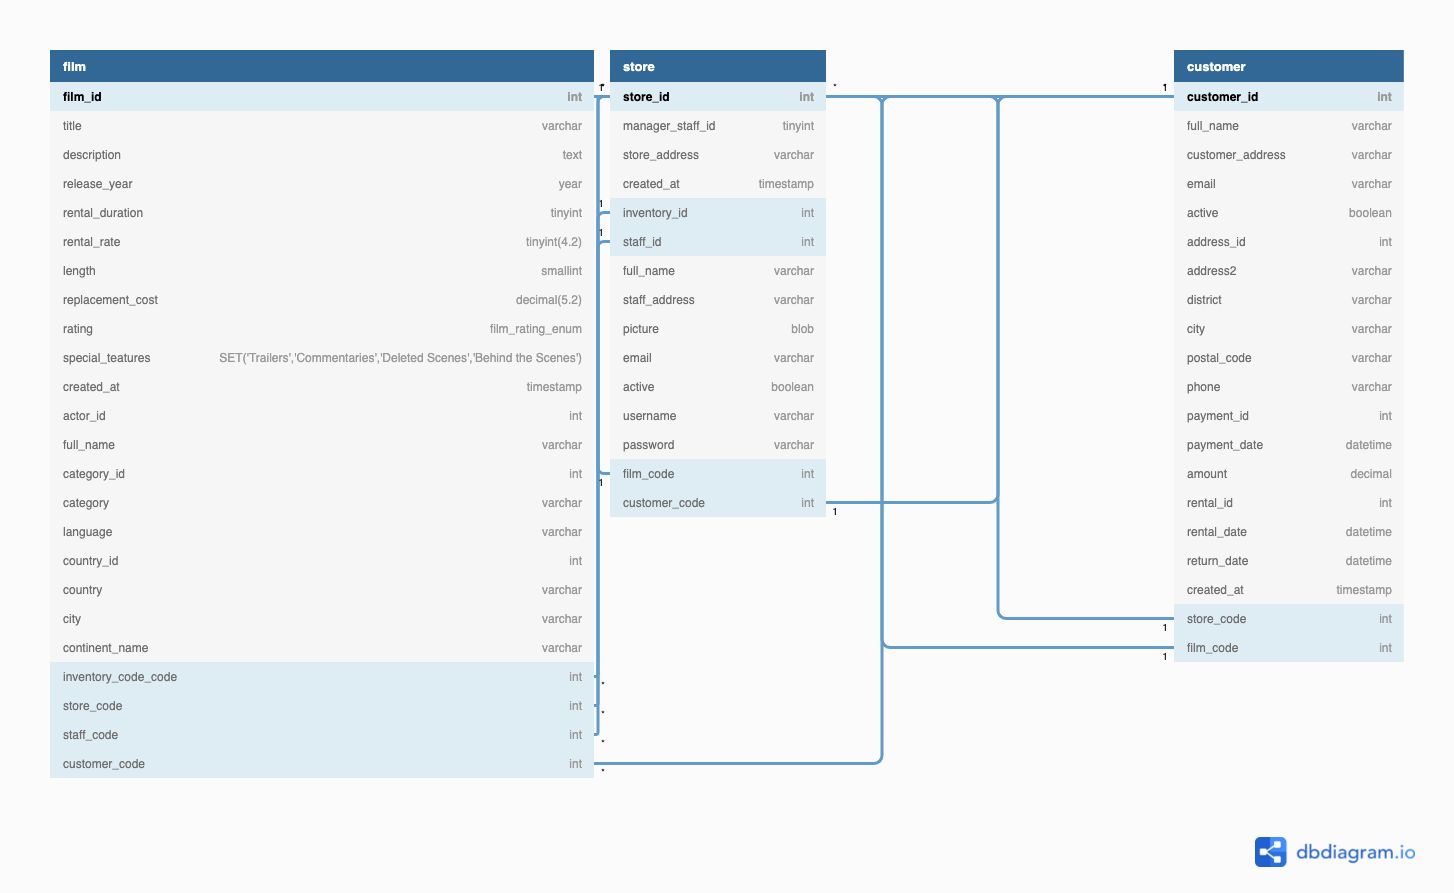 film
film_id int
title varchar
description text
release_year year
rental_duration tinyint
rental_rate tinyint(4.2)
length smallint
replacement_cost decimal(5.2)
rating film_rating_enum
special_teatures SET('Trailers','Commentaries','Deleted Scenes','Behind the Scenes')
created_at timestamp
actor_id int
full_name varchar
category_id int
category varchar
language varchar
country_id int
country varchar
city varchar
continent_name varchar
inventory_code_code int
store_code int
staff_code int
customer_code int
1
*
1
1
1
*
*
*
*
store
store_id int
manager_staff_id tinyint
store_address varchar
created_at timestamp
inventory_id int
staff_id int
full_name varchar
staff_address varchar
picture blob
email varchar
active boolean
username varchar
password varchar
film_code int
customer_code int
*
1
1
1
1
customer
customer_id int
full_name varchar
customer_address varchar
email varchar
active boolean
address_id int
address2 varchar
district varchar
city varchar
postal_code varchar
phone varchar
payment_id int
payment_date datetime
amount decimal
rental_id int
rental_date datetime
return_date datetime
created_at timestamp
store_code int
film_code int
dbdiagram.io